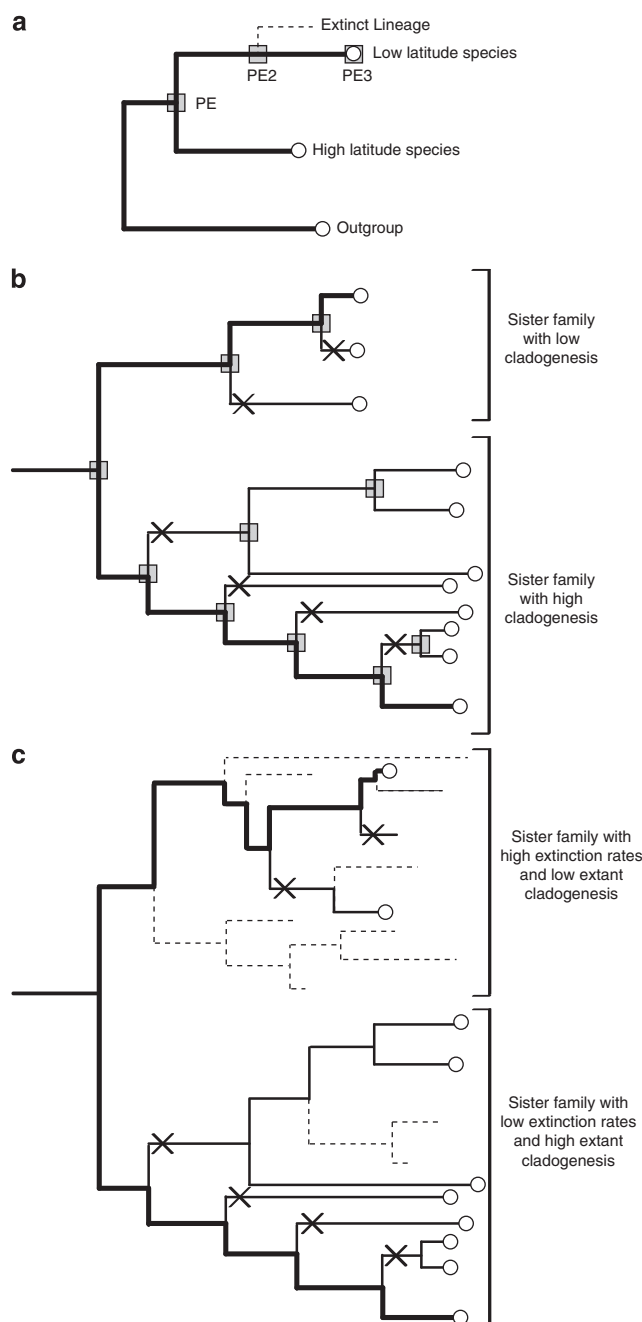 a
Extinct Lineage
Low latitude species
PE2
PE3
PE
High latitude species
Outgroup
b
Sister family
with low
cladogenesis
Sister family
with high
cladogenesis
c
Sister family with
high extinction rates
and low extant
cladogenesis
Sister family with
low extinction rates
and high extant
cladogenesis